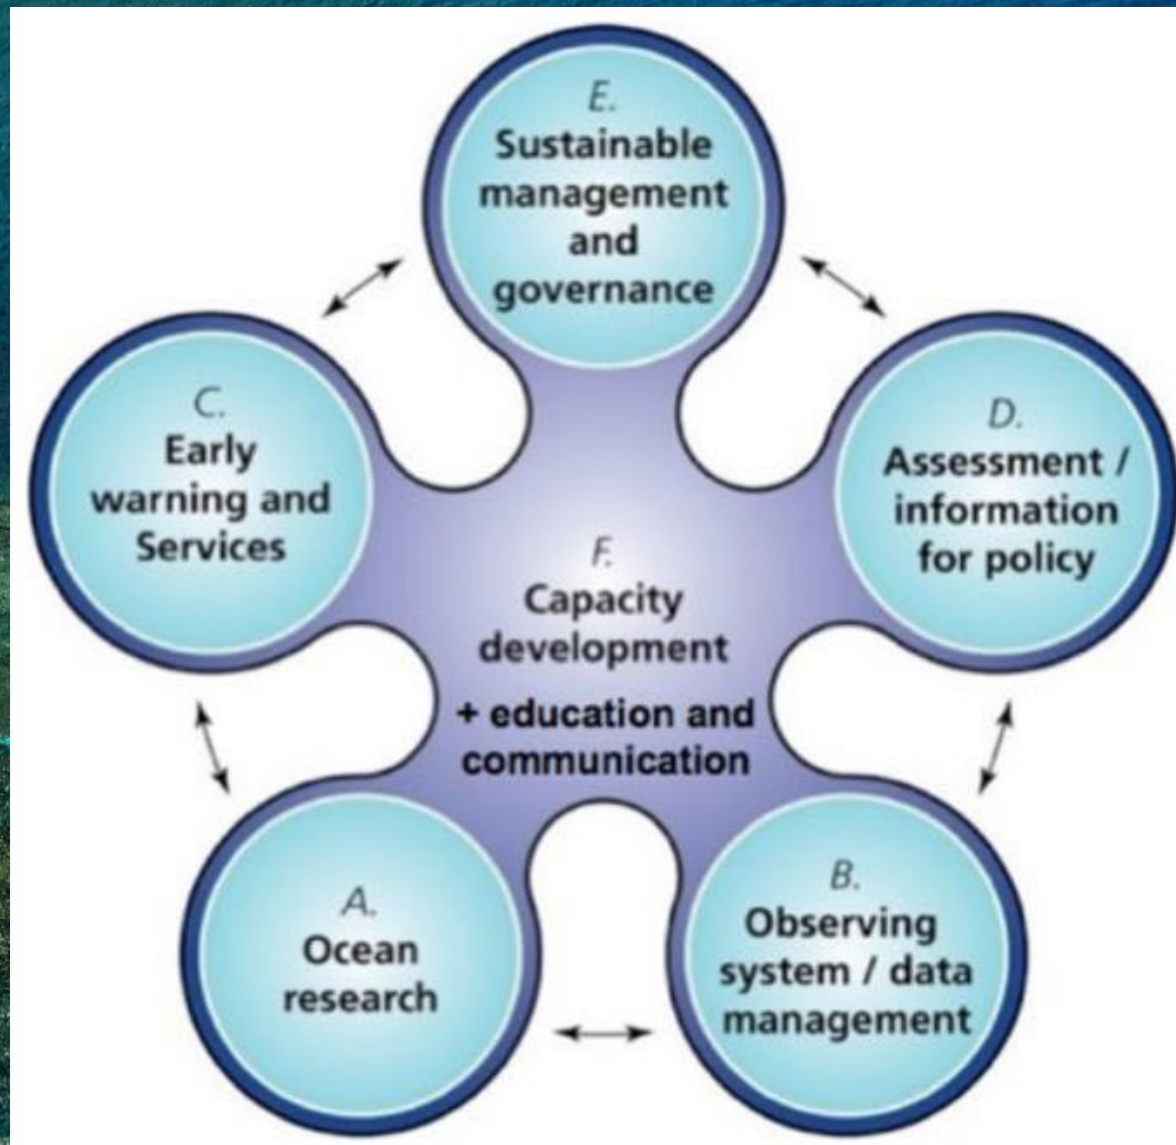 E.
Sustainable
management
and
governance
C.
Early
warning and
Services
D.
Assessment /
information
for policy
F.
Capacity
development
+ education and
communication
A.
Ocean
research
B.
Observing
system / data
management